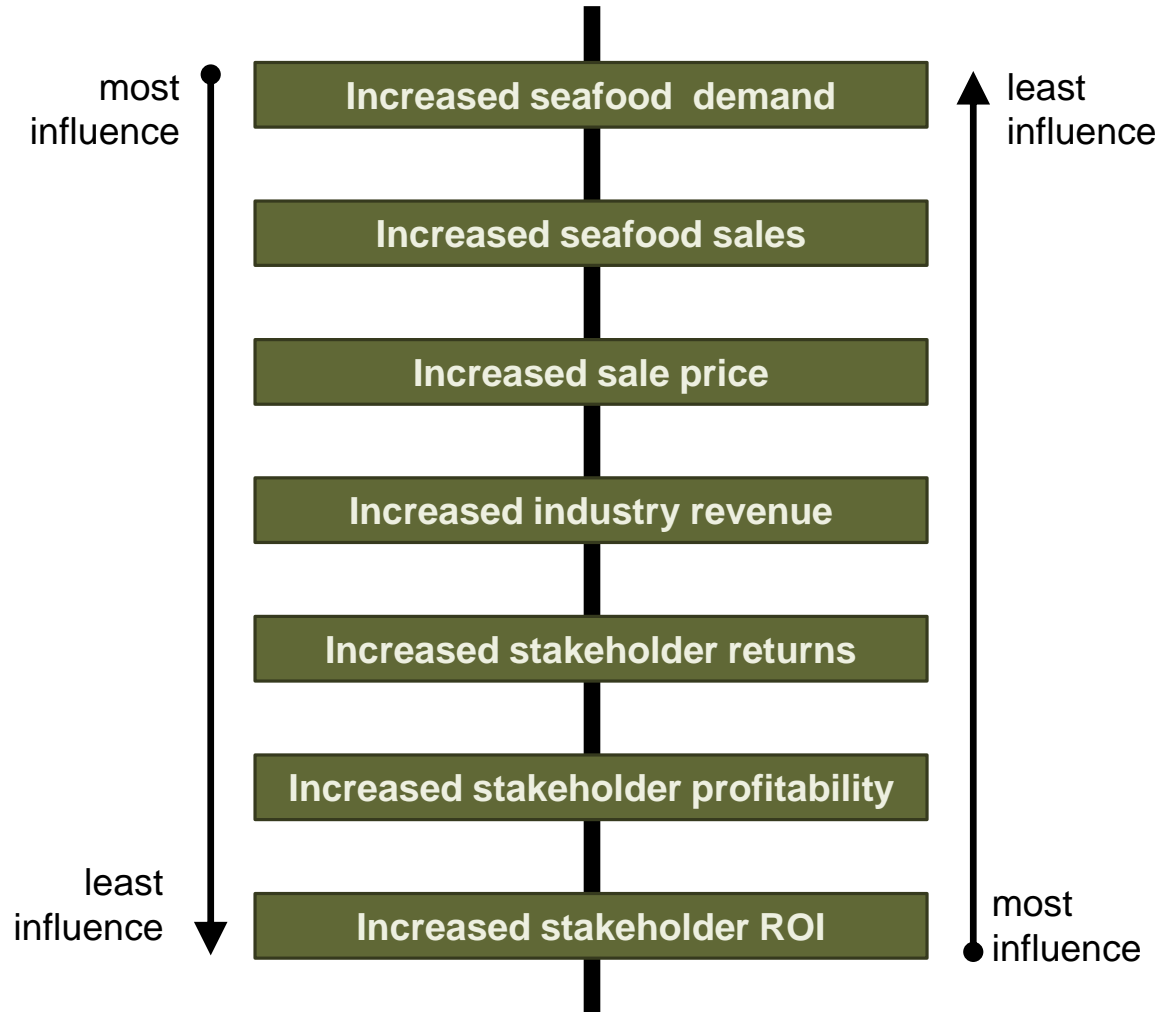 most
influence
Increased seafood  demand
least
influence
Increased seafood sales
Increased sale price
Increased industry revenue
Increased stakeholder returns
Increased stakeholder profitability
least
influence
Increased stakeholder ROI
most
influence